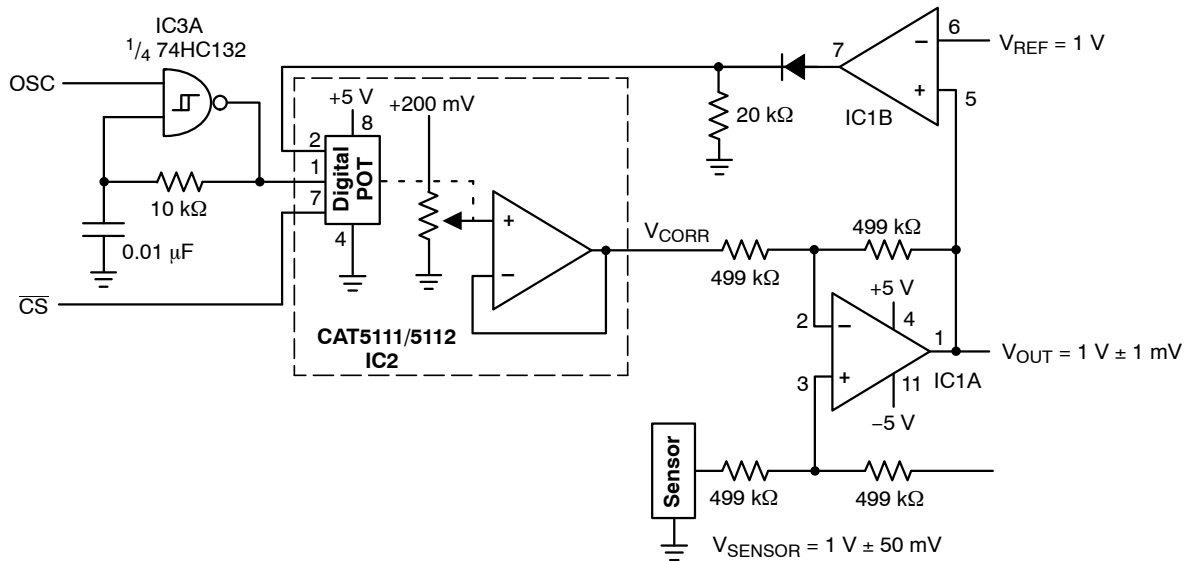 IC3A
1/4 74HC132
OSC
10 kΩ
0.01 μF
CS
+5 V
8
+200 mV
2
1
7
Digital
POT
4
+
−
CAT5111/5112
IC2
VCORR
7
−
+
6
5
IC1B
VREF = 1 V
20 kΩ
499 kΩ
499 kΩ
+5 V
4
2
−
3
+
1
11
−5 V
IC1A
VOUT = 1 V ± 1 mV
Sensor
499 kΩ
499 kΩ
VSENSOR = 1 V ± 50 mV